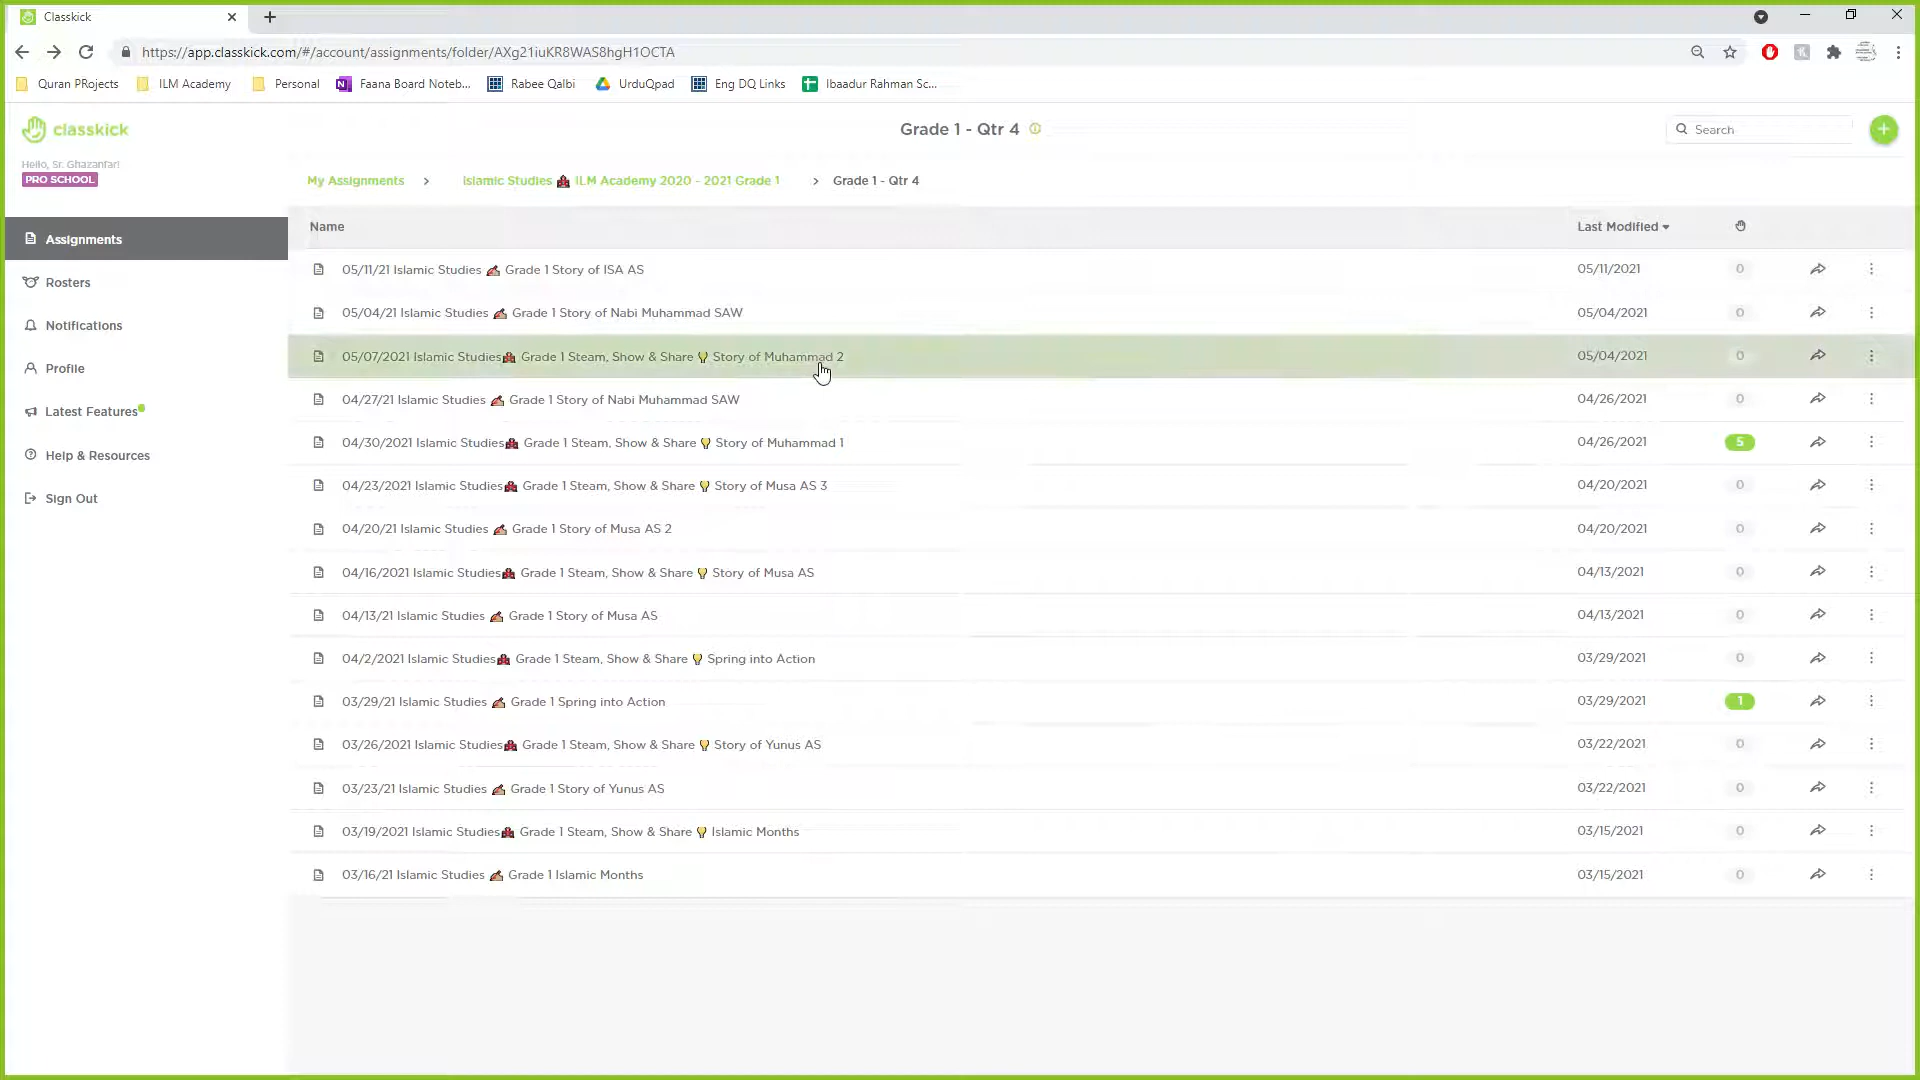 Classkick
https://app.classkick.com/#/account/assignments/folder/AXg21iuKR8WAS8hgH1OCTA
Quran PRojects ILM Academy Personal Faana Board Noteb... Rabee Qalbi UrduQpad Eng DQ Links Ibaadur Rahman Sc...
classkick
Grade 1 - Qtr 4
Search
Hello, Sr. Ghazanfar!
PRO SCHOOL
My Assignments > Islamic Studies ILM Academy 2020 - 2021 Grade 1 > Grade 1 - Qtr 4
Assignments
Rosters
Notifications
Profile
Latest Features
Help & Resources
Sign Out
Name Last Modified
05/11/21 Islamic Studies ✍ Grade 1 Story of ISA AS 05/11/2021 0
05/04/21 Islamic Studies ✍ Grade 1 Story of Nabi Muhammad SAW 05/04/2021 0
05/07/2021 Islamic Studies Grade 1 Steam, Show & Share Story of Muhammad 2 05/04/2021 0
04/27/21 Islamic Studies ✍ Grade 1 Story of Nabi Muhammad SAW 04/26/2021 0
04/30/2021 Islamic Studies Grade 1 Steam, Show & Share Story of Muhammad 1 04/26/2021 5
04/23/2021 Islamic Studies Grade 1 Steam, Show & Share Story of Musa AS 3 04/20/2021 0
04/20/21 Islamic Studies ✍ Grade 1 Story of Musa AS 2 04/20/2021 0
04/16/2021 Islamic Studies Grade 1 Steam, Show & Share Story of Musa AS 04/13/2021 0
04/13/21 Islamic Studies ✍ Grade 1 Story of Musa AS 04/13/2021 0
04/2/2021 Islamic Studies Grade 1 Steam, Show & Share Spring into Action 03/29/2021 0
03/29/21 Islamic Studies ✍ Grade 1 Spring into Action 03/29/2021 1
03/26/2021 Islamic Studies Grade 1 Steam, Show & Share Story of Yunus AS 03/22/2021 0
03/23/21 Islamic Studies ✍ Grade 1 Story of Yunus AS 03/22/2021 0
03/19/2021 Islamic Studies Grade 1 Steam, Show & Share Islamic Months 03/15/2021 0
03/16/21 Islamic Studies ✍ Grade 1 Islamic Months 03/15/2021 0